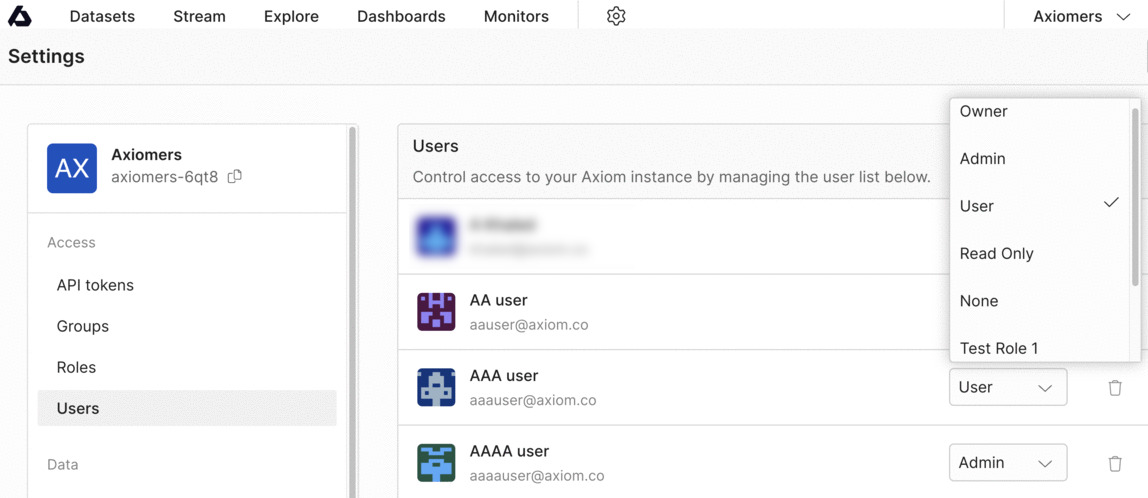 Datasets Stream Explore Dashboards Monitors Axiomers
Settings
AX
Axiomers
axiomers-6qt8
Access
API tokens
Groups
Roles
Users
Data
Users
Control access to your Axiom instance by managing the user list below.
AA user
aauser@axiom.co
AAA user
aaauser@axiom.co
User
AAAA user
aaaauser@axiom.co
Admin
Owner
Admin
User
Read Only
None
Test Role 1